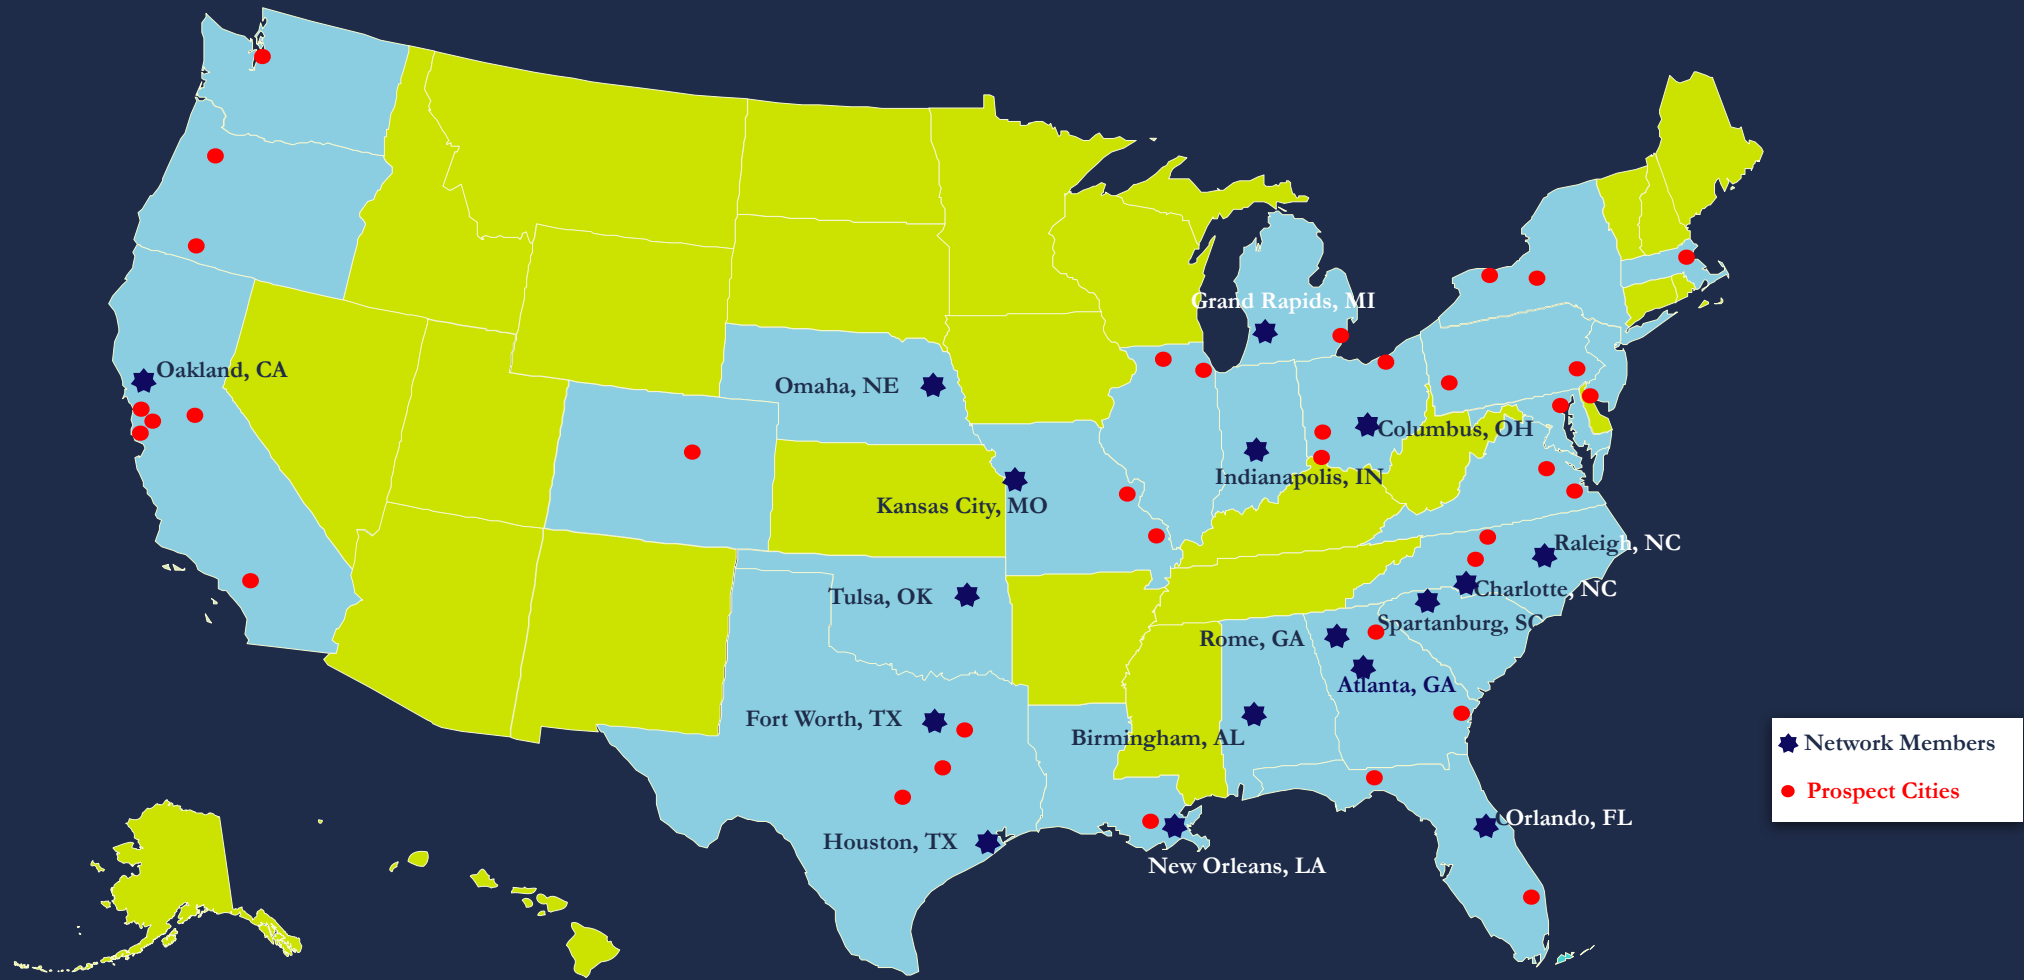 Grand Rapids, MI
Oakland, CA
Omaha, NE
Columbus, OH
Indianapolis, IN
Kansas City, MO
Raleigh, NC
Charlotte, NC
Tulsa, OK
Spartanburg, SC
Rome, GA
Atlanta, GA
Fort Worth, TX
Birmingham, AL
Network Members
Prospect Cities
Orlando, FL
Houston, TX
New Orleans, LA